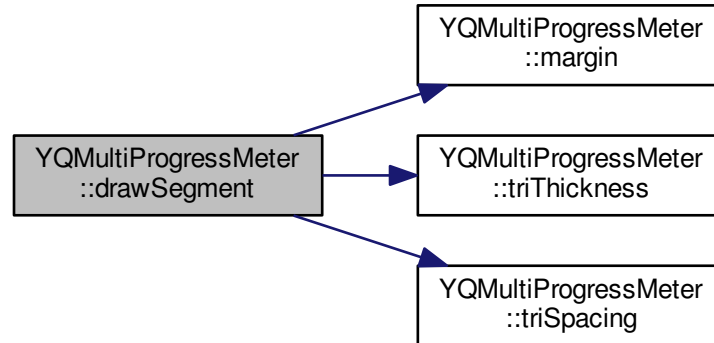 YQMultiProgressMeter
::drawSegment
YQMultiProgressMeter
::margin
YQMultiProgressMeter
::triThickness
YQMultiProgressMeter
::triSpacing